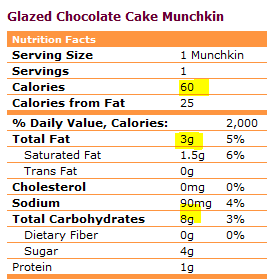 Glazed Chocolate Cake Munchkin
Nutrition Facts
Serving Size 1 Munchkin
Servings 1
Calories 60
Calories from Fat 25
% Daily Value, Calories: 2,000
Total Fat 3g 5%
Saturated Fat 1.5g 6%
Trans Fat 0g
Cholesterol 0mg 0%
Sodium 90mg 4%
Total Carbohydrates 8g 3%
Dietary Fiber 0g 0%
Sugar 4g
Protein 1g